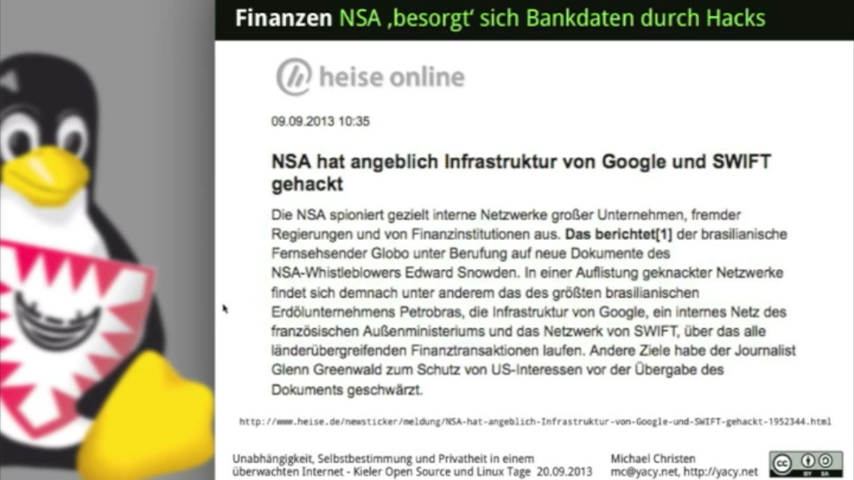 Finanzen NSA ‚besorgt‘ sich Bankdaten durch Hacks
heise online
09.09.2013 10:35
NSA hat angeblich Infrastruktur von Google und SWIFT
gehackt
Die NSA spioniert gezielt interne Netzwerke großer Unternehmen, fremder
Regierungen und von Finanzinstitutionen aus. Das berichtet[1] der brasilianische
Fernsehsender Globo unter Berufung auf neue Dokumente des
NSA-Whistleblowers Edward Snowden. In einer Auflistung geknackter Netzwerke
findet sich demnach unter anderem das des größten brasilianischen
Erdölunternehmens Petrobras, die Infrastruktur von Google, ein internes Netz des
französischen Außenministeriums und das Netzwerk von SWIFT, über das alle
länderübergreifenden Finanztransaktionen laufen. Andere Ziele habe der Journalist
Glenn Greenwald zum Schutz von US-Interessen vor der Übergabe des
Dokuments geschwärzt.
http://www.heise.de/newsticker/meldung/NSA-hat-angeblich-Infrastruktur-von-Google-und-SWIFT-gehackt-1952344.html
Unabhängigkeit, Selbstbestimmung und Privatheit in einem
überwachten Internet - Kieler Open Source und Linux Tage 20.09.2013
Michael Christen
mc@yacy.net, http://yacy.net
cc
BY SA